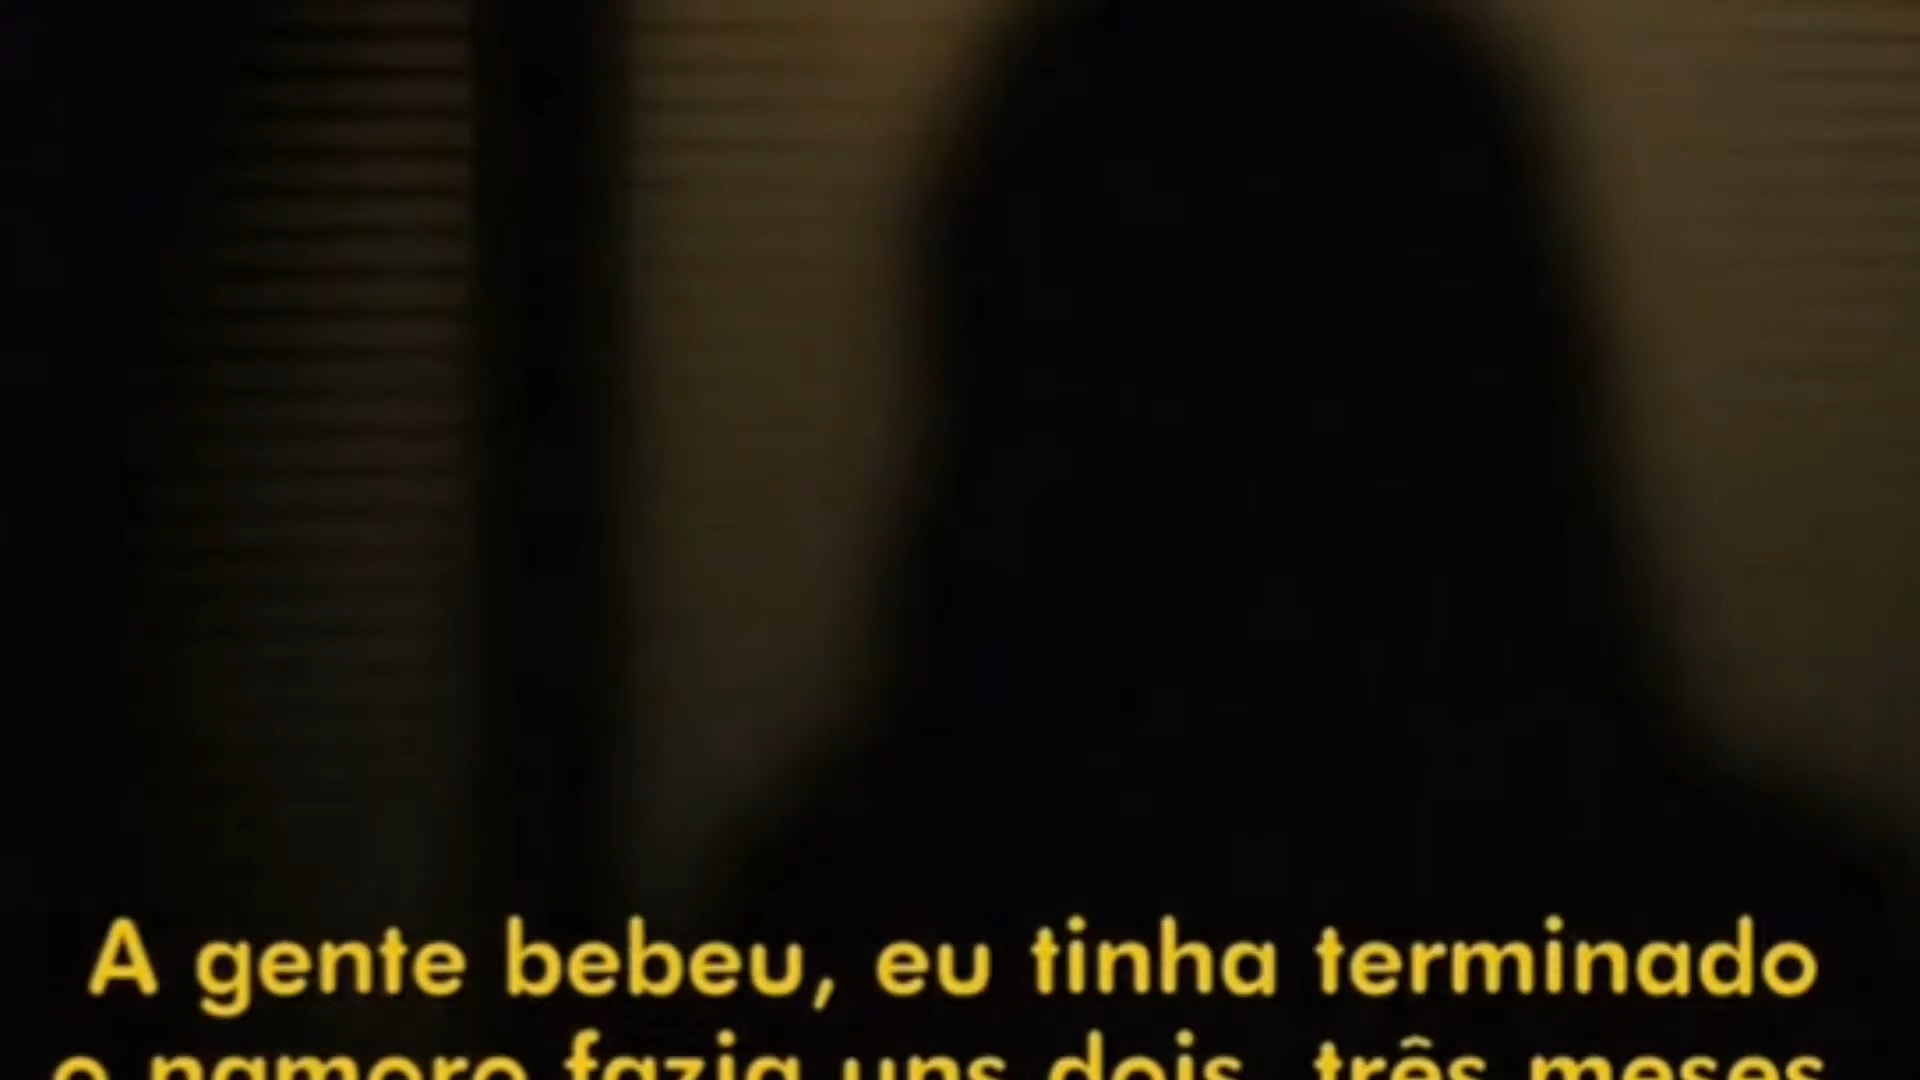 A gente bebeu, eu tinha terminado
o namoro fazia uns dois, três meses